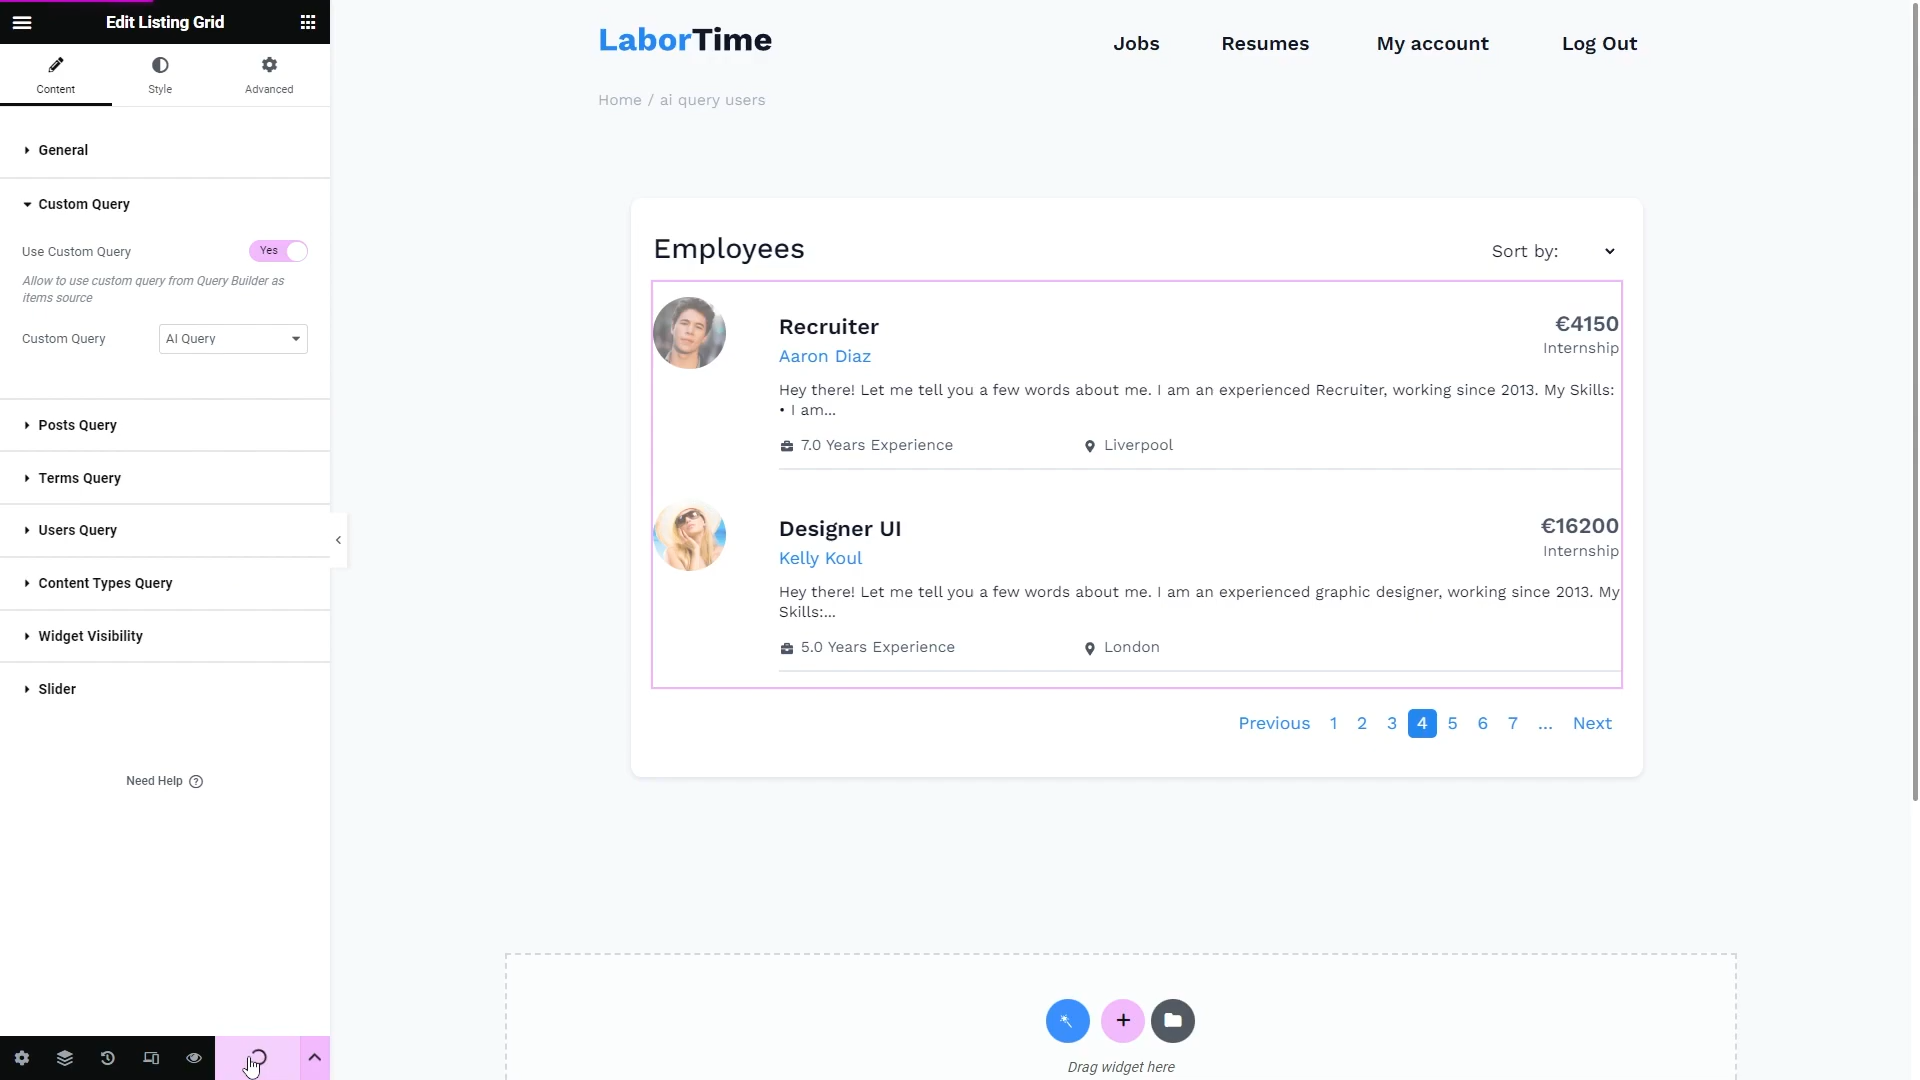 Edit Listing Grid
Content
Style
Advanced
General
Custom Query
Use Custom Query
Yes
Allow to use custom query from Query Builder as
items source
Custom Query
AI Query
Posts Query
Terms Query
Users Query
Content Types Query
Widget Visibility
Slider
Need Help
LaborTime
Jobs
Resumes
My account
Log Out
Home / ai query users
Employees
Sort by:
Recruiter
€4150
Aaron Diaz
Internship
Hey there! Let me tell you a few words about me. I am an experienced Recruiter, working since 2013. My Skills:
• I am...
7.0 Years Experience
Liverpool
Designer UI
€16200
Kelly Koul
Internship
Hey there! Let me tell you a few words about me. I am an experienced graphic designer, working since 2013. My
Skills:...
5.0 Years Experience
London
Previous 1 2 3 4 5 6 7 ... Next
Drag widget here